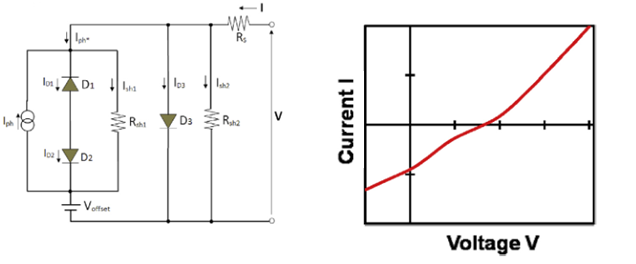 I
Iph*
Rs
ID1
D1
Ish1
ID3
Ish2
Iph
Rsh1
D3
Rsh2
V
ID2
D2
Voffset
Current I
Voltage V